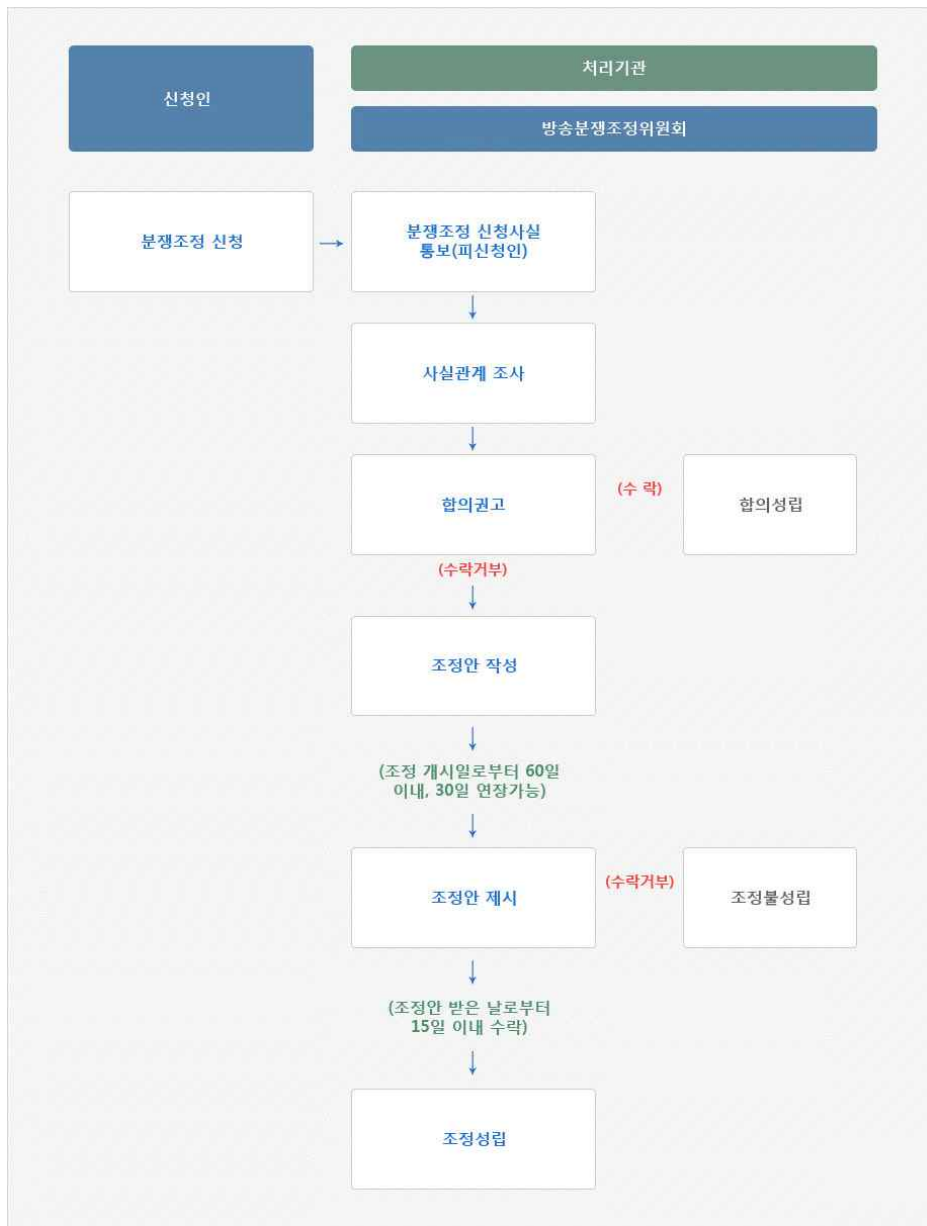 신청인
처리기관
방송분쟁조정위원회
분쟁조정 신청
분쟁조정 신청사실
통보(피신청인)
사실관계 조사
합의권고
(수 락)
합의성립
(수락거부)
조정안 작성
(조정 개시일로부터 60일
이내, 30일 연장가능)
조정안 제시
(수락거부)
조정불성립
(조정안 받은 날로부터
15일 이내 수락)
조정성립